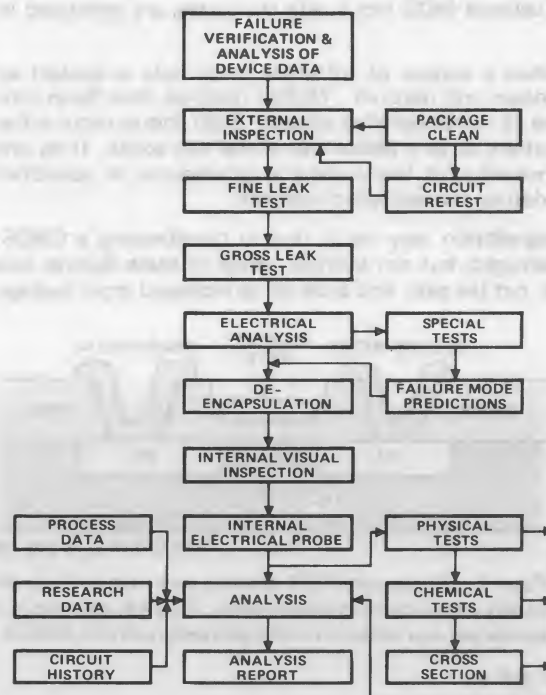 FAILURE
VERIFICATION &
ANALYSIS OF
DEVICE DATA
EXTERNAL
INSPECTION
PACKAGE
CLEAN
FINE LEAK
TEST
CIRCUIT
RETEST
GROSS LEAK
TEST
ELECTRICAL
ANALYSIS
SPECIAL
TESTS
DE-
ENCAPSULATION
FAILURE MODE
PREDICTIONS
INTERNAL VISUAL
INSPECTION
PROCESS
DATA
INTERNAL
ELECTRICAL PROBE
PHYSICAL
TESTS
RESEARCH
DATA
ANALYSIS
CHEMICAL
TESTS
CIRCUIT
HISTORY
ANALYSIS
REPORT
CROSS
SECTION